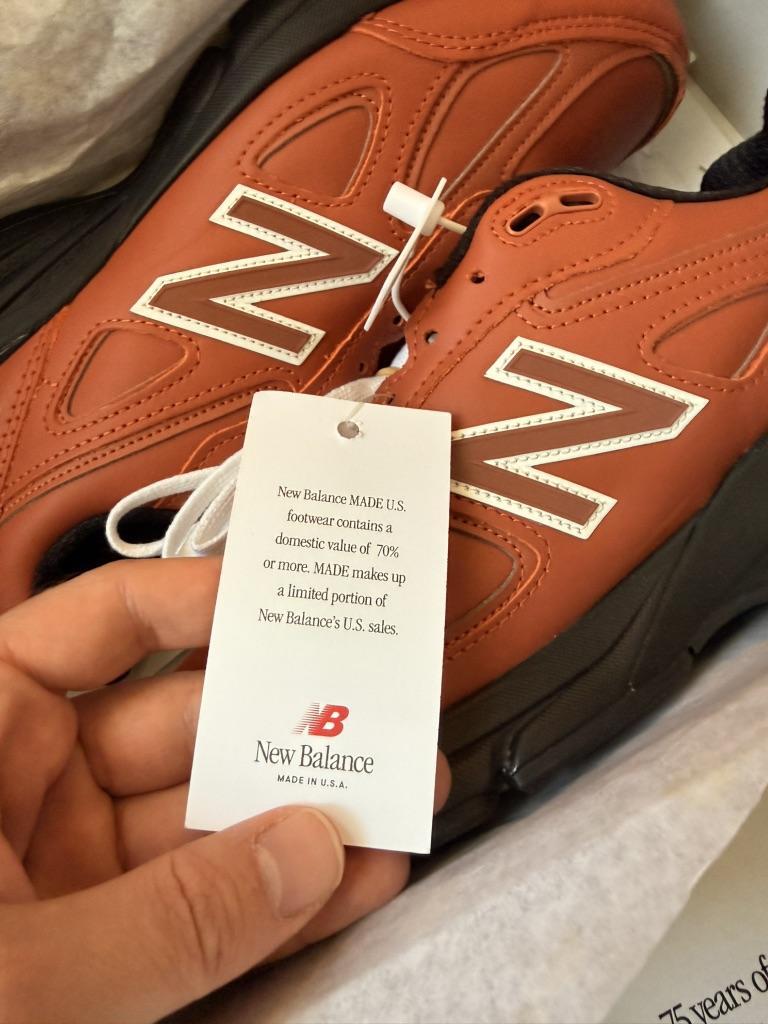 N
N
New Balance MADE U.S.
footwear contains a
domestic value of 70%
or more. MADE makes up
a limited portion of
New Balance's U.S. sales.
NB
New Balance
MADE IN U.S.A.
75 years of